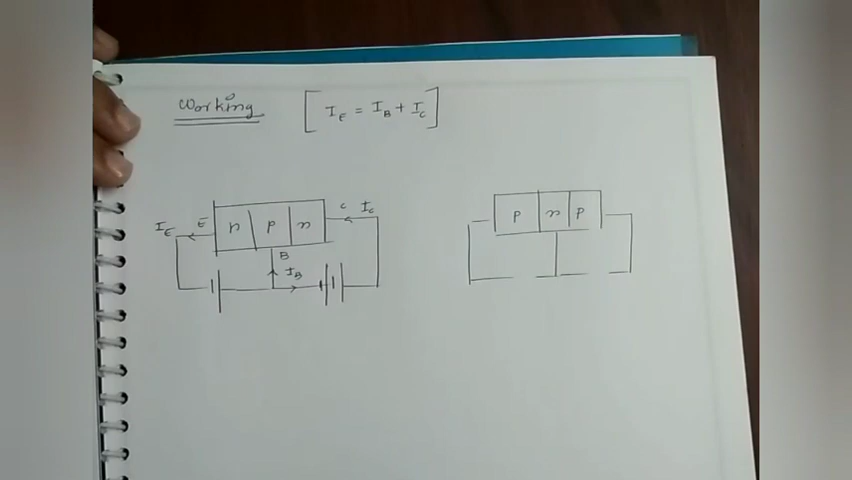 Working [ I_E = I_B + I_C ]
I_E E n p n C I_C
B
I_B
p n p